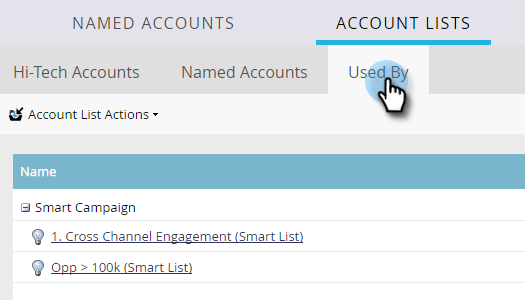 NAMED ACCOUNTS ACCOUNT LISTS
Hi-Tech Accounts Named Accounts Used By
Account List Actions
Name
Smart Campaign
1. Cross Channel Engagement (Smart List)
Opp > 100k (Smart List)